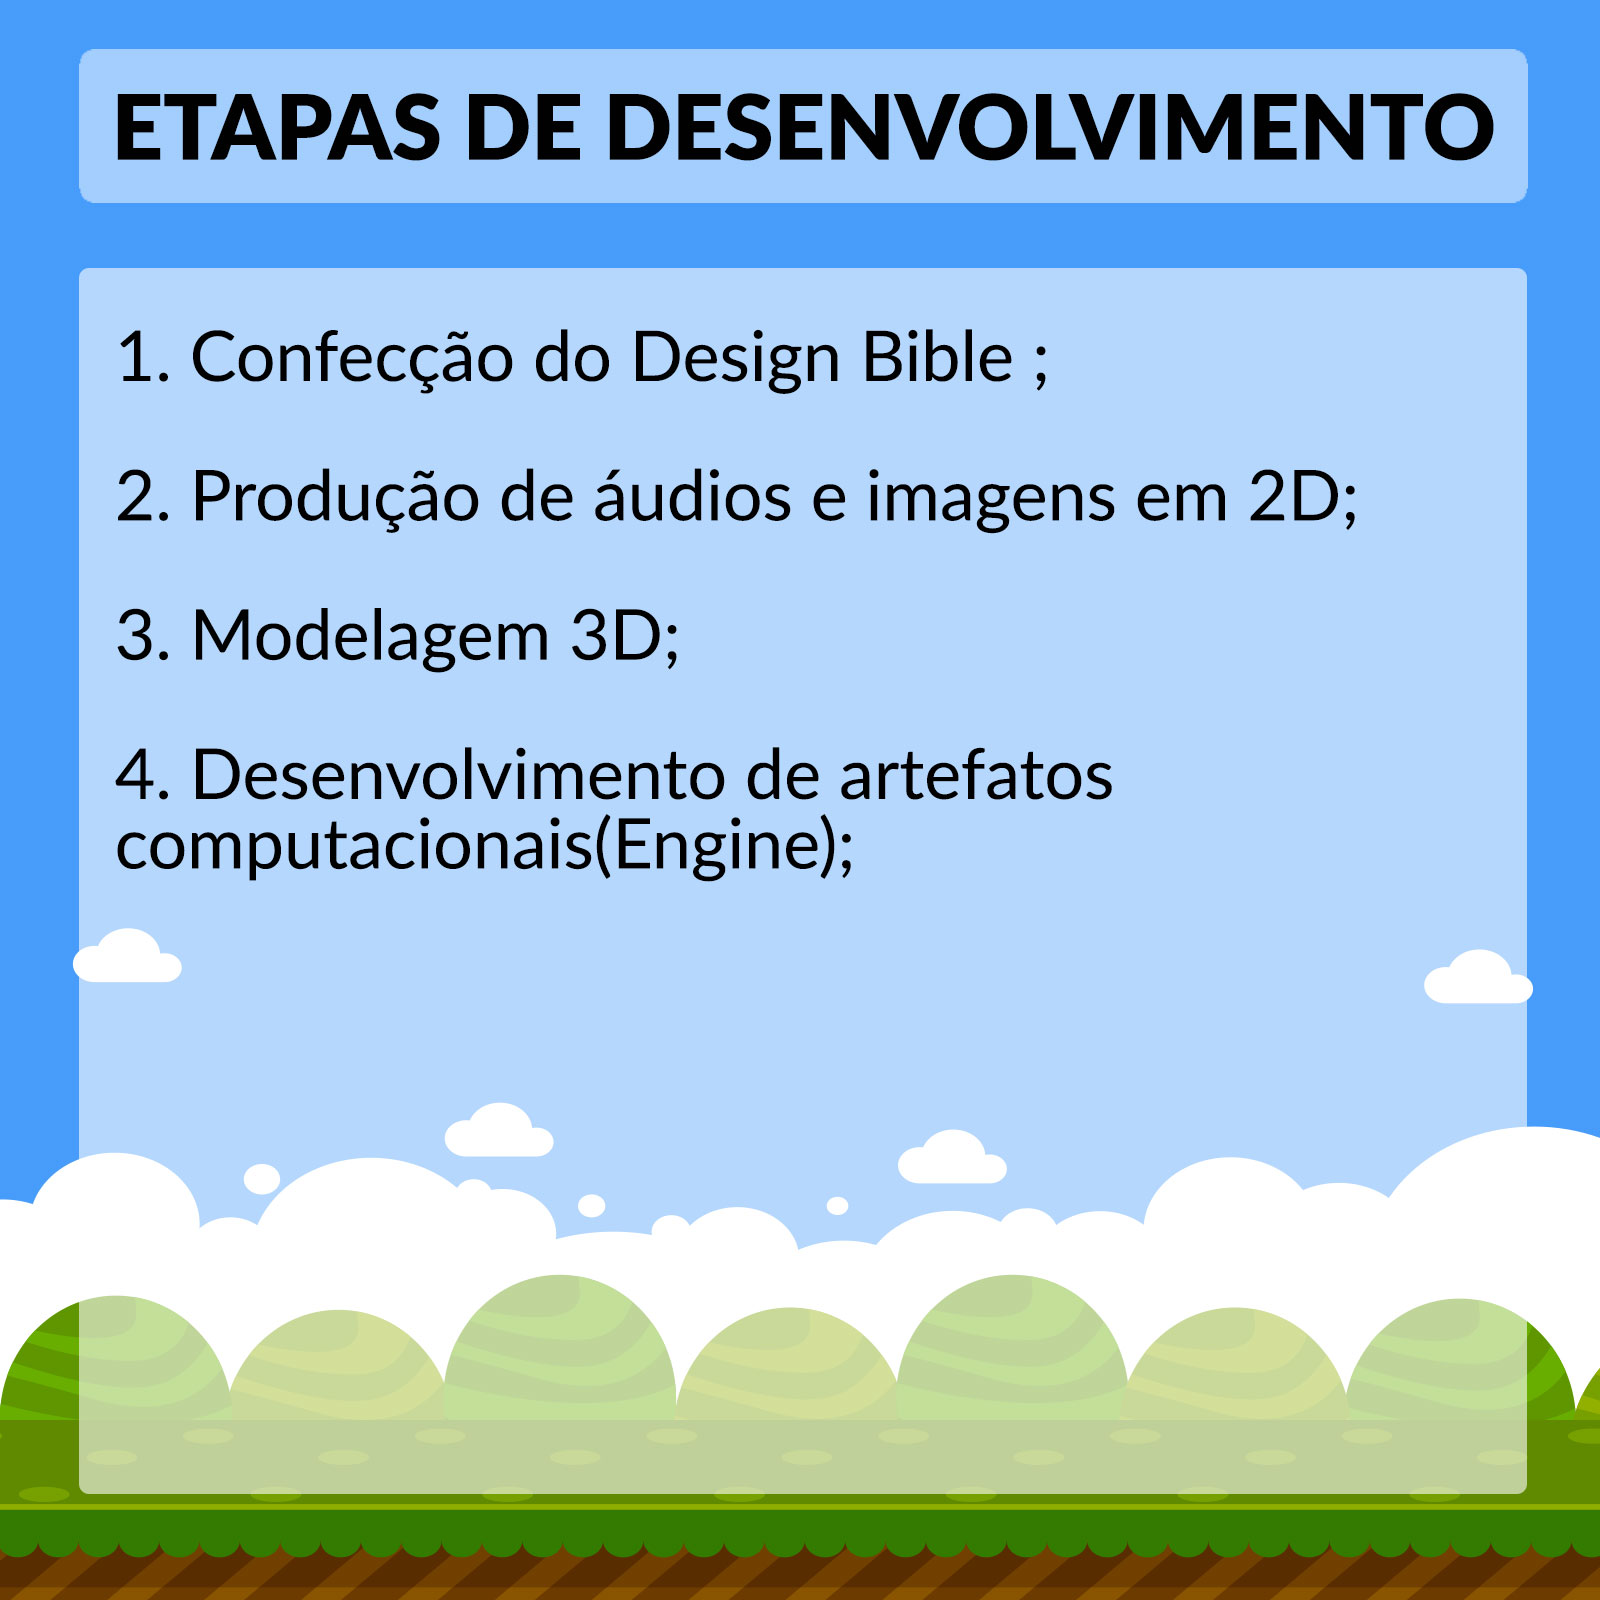 ETAPAS DE DESENVOLVIMENTO
1. Confecção do Design Bible ;
2. Produção de áudios e imagens em 2D;
3. Modelagem 3D;
4. Desenvolvimento de artefatos
computacionais(Engine);